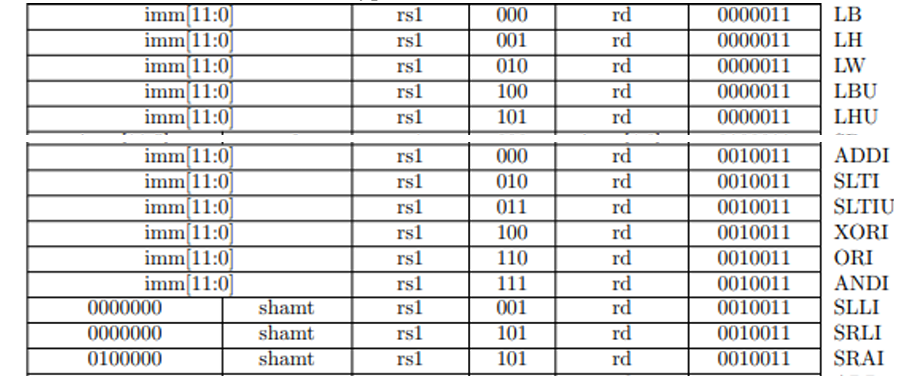 imm[11:0] rs1 000 rd 0000011 LB
imm[11:0] rs1 001 rd 0000011 LH
imm[11:0] rs1 010 rd 0000011 LW
imm[11:0] rs1 100 rd 0000011 LBU
imm[11:0] rs1 101 rd 0000011 LHU
imm[11:0] rs1 000 rd 0010011 ADDI
imm[11:0] rs1 010 rd 0010011 SLTI
imm[11:0] rs1 011 rd 0010011 SLTIU
imm[11:0] rs1 100 rd 0010011 XORI
imm[11:0] rs1 110 rd 0010011 ORI
imm[11:0] rs1 111 rd 0010011 ANDI
0000000 shamt rs1 001 rd 0010011 SLLI
0000000 shamt rs1 101 rd 0010011 SRLI
0100000 shamt rs1 101 rd 0010011 SRAI